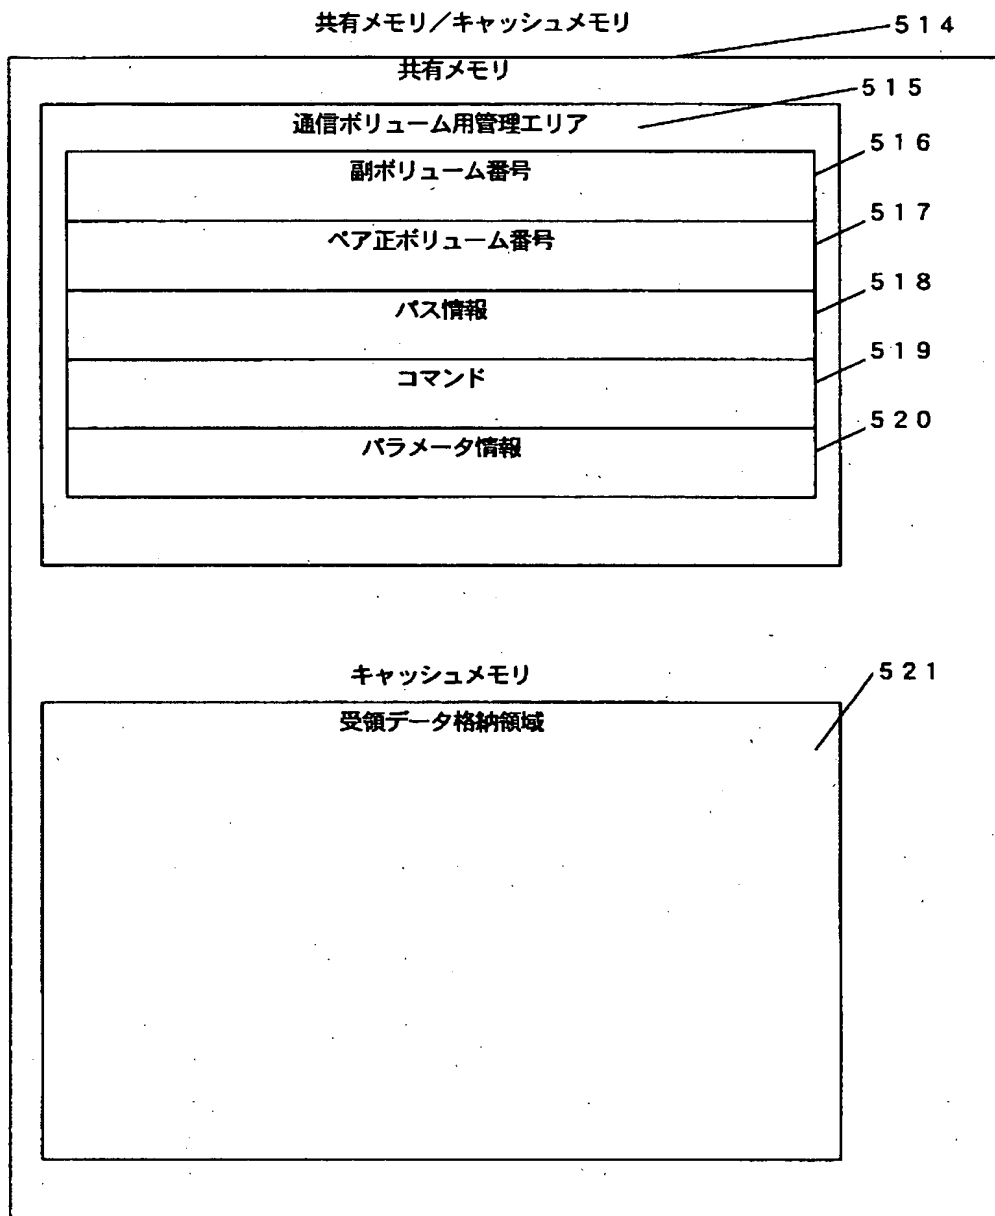 共有メモリ／キャッシュメモリ
５１４
共有メモリ
５１５
通信ボリューム用管理エリア
５１６
副ボリューム番号
５１７
ペア正ボリューム番号
５１８
パス情報
５１９
コマンド
５２０
パラメータ情報
キャッシュメモリ
５２１
受領データ格納領域